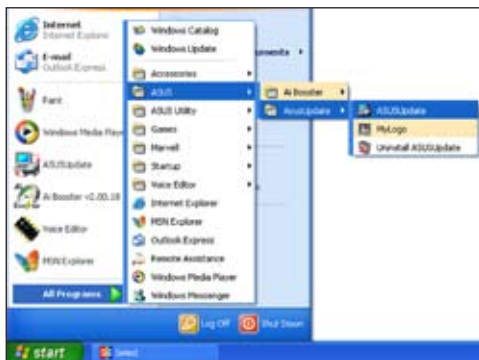 Internet
Internet Explorer
E-mail
Outlook Express
Paint
Windows Media Player
ASUSUpdate
Ai Booster v2.00.18
Voice Editor
MSN Explorer
All Programs
Windows Catalog
Windows Update
Accessories
ASUS
ASUS Utility
Games
Marvell
Startup
Voice Editor
Internet Explorer
MSN Explorer
Outlook Express
Remote Assistance
Windows Media Player
Windows Messenger
Ai Booster
AsusUpdate
ASUSUpdate
MyLogo
Uninstall ASUSUpdate
Log Off
Shut Down
start